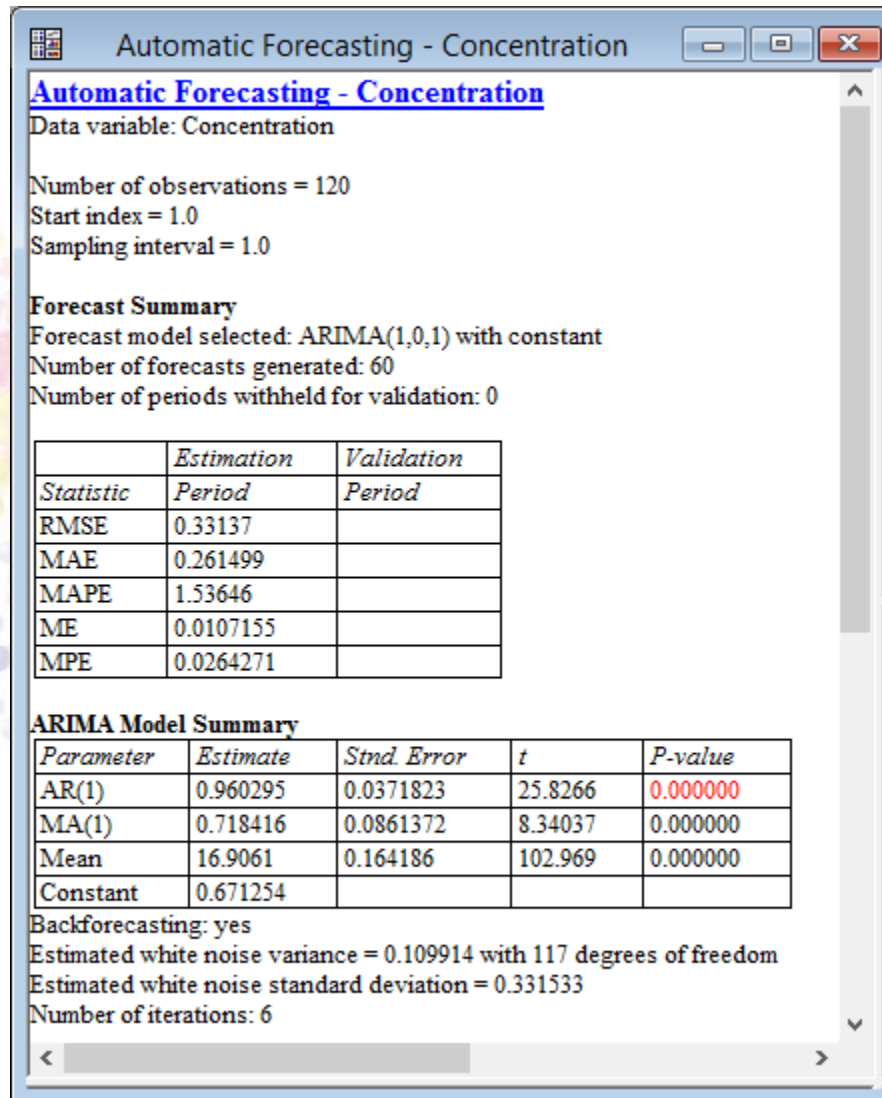 Automatic Forecasting - Concentration
Automatic Forecasting - Concentration
Data variable: Concentration
Number of observations = 120
Start index = 1.0
Sampling interval = 1.0
Forecast Summary
Forecast model selected: ARIMA(1,0,1) with constant
Number of forecasts generated: 60
Number of periods withheld for validation: 0
Estimation Validation
Statistic Period Period
RMSE 0.33137
MAE 0.261499
MAPE 1.53646
ME 0.0107155
MPE 0.0264271
ARIMA Model Summary
Parameter Estimate Stnd. Error t P-value
AR(1) 0.960295 0.0371823 25.8266 0.000000
MA(1) 0.718416 0.0861372 8.34037 0.000000
Mean 16.9061 0.164186 102.969 0.000000
Constant 0.671254
Backforecasting: yes
Estimated white noise variance = 0.109914 with 117 degrees of freedom
Estimated white noise standard deviation = 0.331533
Number of iterations: 6